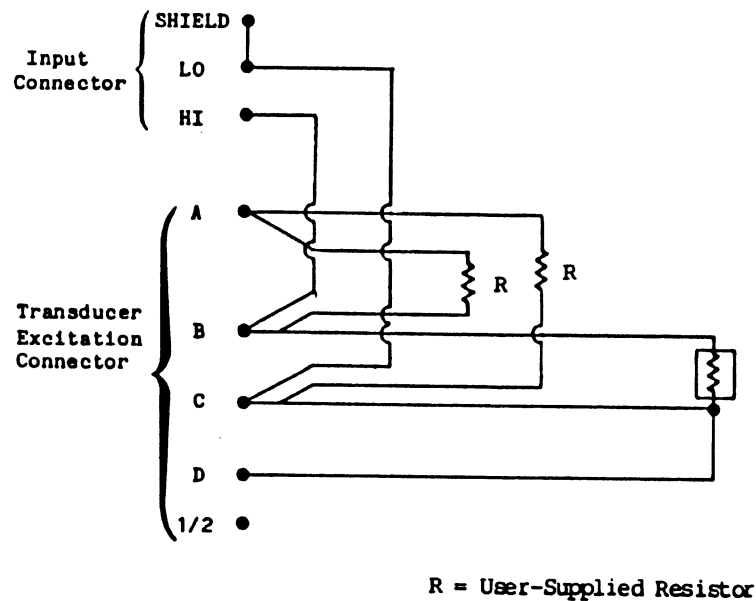 SHIELD
Input
Connector
LO
HI
A
R
R
Transducer
Excitation
Connector
B
C
D
1/2
R = User-Supplied Resistor